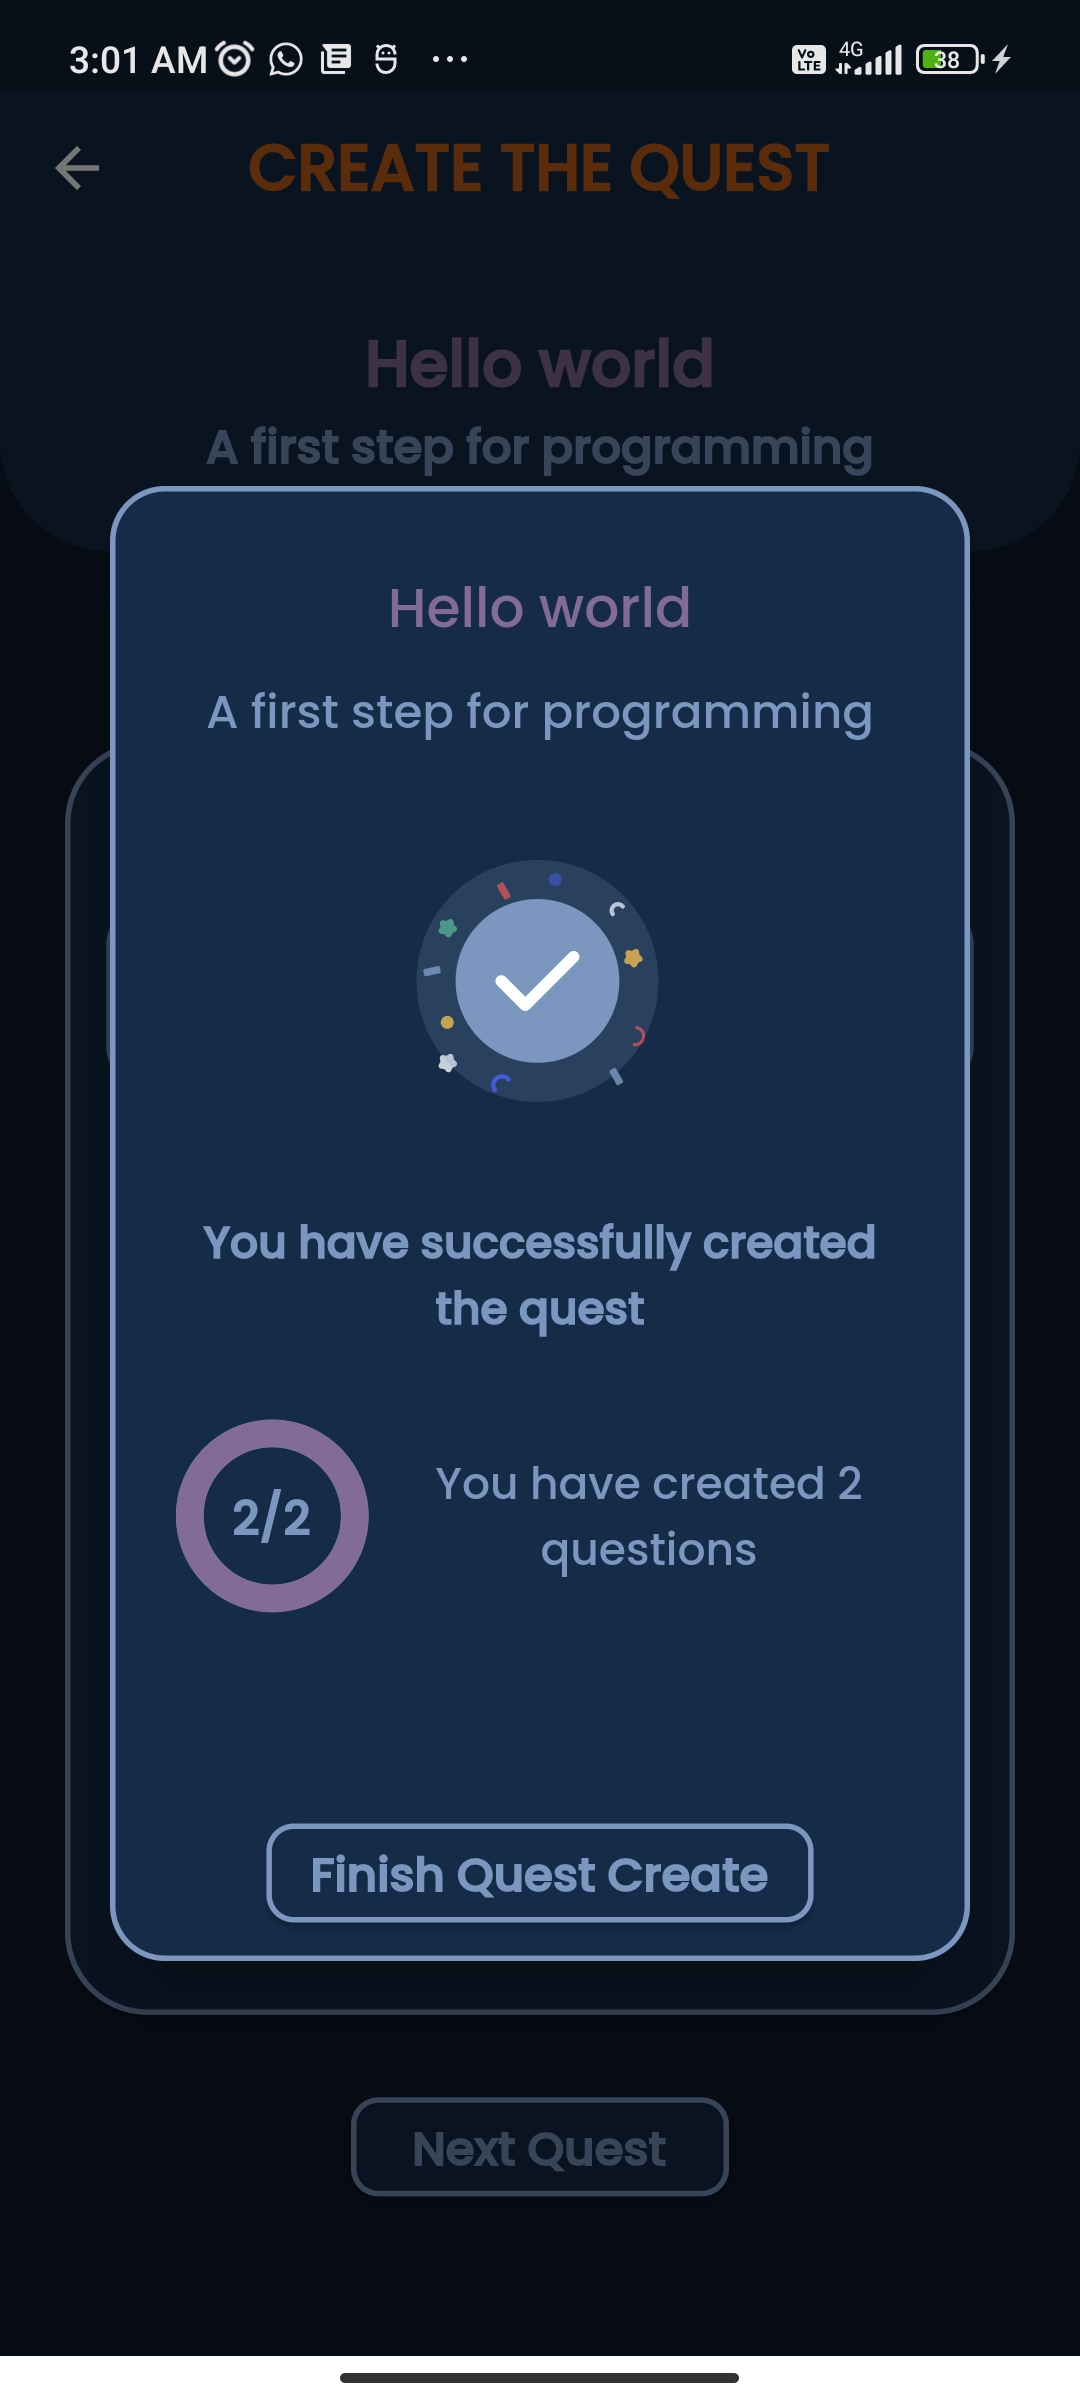 3:01 AM
Vo LTE
4G
38
CREATE THE QUEST
Hello world
A first step for programming
Hello world
A first step for programming
You have successfully created
the quest
2/2
You have created 2
questions
Finish Quest Create
Next Quest